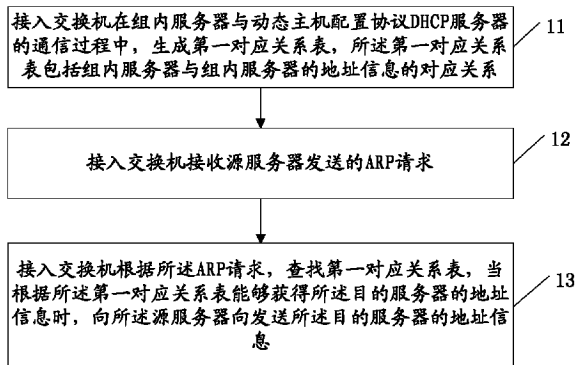 接入交换机在组内服务器与动态主机配置协议DHCP服务器
的通信过程中，生成第一对应关系表，所述第一对应关系
表包括组内服务器与组内服务器的地址信息的对应关系
11
接入交换机接收源服务器发送的ARP请求
12
接入交换机根据所述ARP请求，查找第一对应关系表，当
根据所述第一对应关系表能够获得所述目的服务器的地址
信息时，向所述源服务器向发送所述目的服务器的地址信
息
13